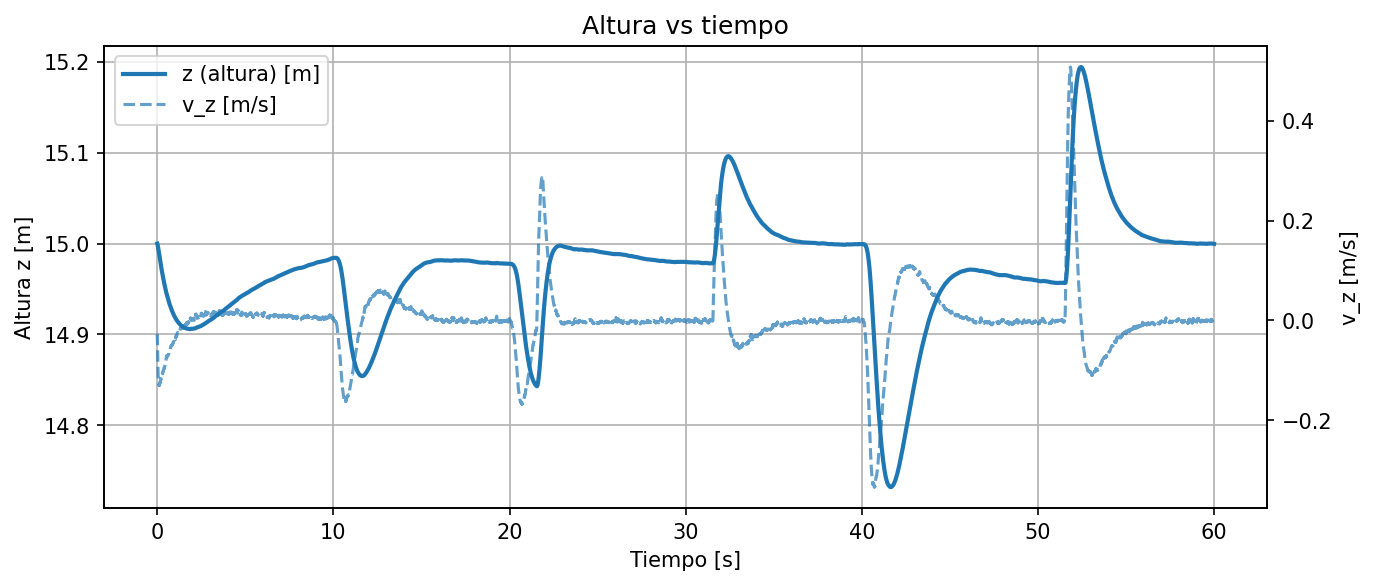 Altura vs tiempo
z (altura) [m]
v_z [m/s]
15.2
15.1
15.0
14.9
14.8
Altura z [m]
0.4
0.2
0.0
−0.2
v_z [m/s]
0 10 20 30 40 50 60
Tiempo [s]